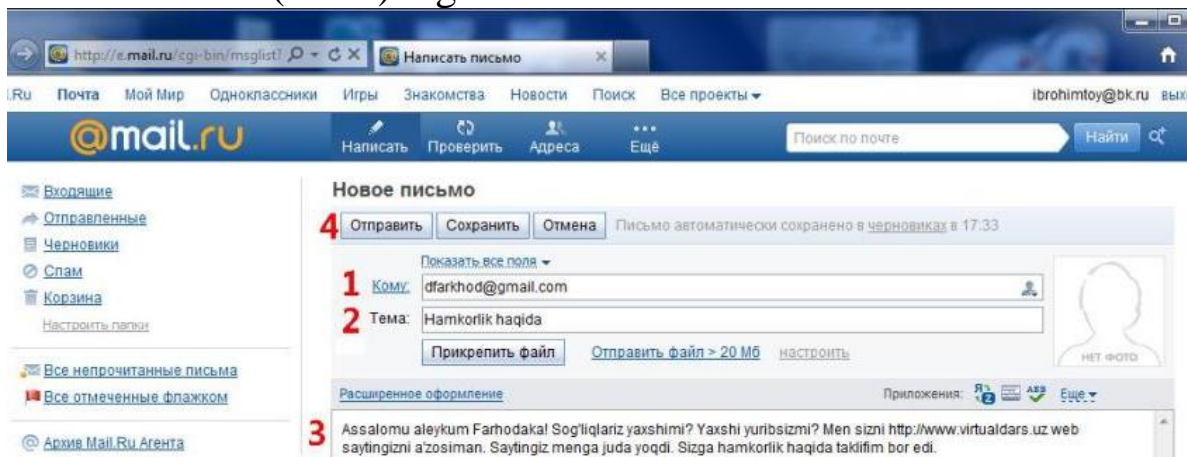 http://e.mail.ru/cgi-bin/msglist? Написать письмо
.Ru Почта Мой Мир Одноклассники Игры Знакомства Новости Поиск Все проекты ibrohimtoy@bk.ru
@mail.ru Написать Проверить Адреса Ещё Поиск по почте Найти
Входящие
Отправленные
Черновики
Спам
Корзина
Настроить папки
Все непрочитанные письма
Все отмеченные флажком
Архив Mail.Ru Агента
Новое письмо
4 Отправить Сохранить Отмена Письмо автоматически сохранено в черновиках в 17:33
Показать все поля
1 Кому: dfarkhod@gmail.com
2 Тема: Hamkorlik haqida
Прикрепить файл Отправить файл > 20 Мб настроить
НЕТ ФОТО
Расширенное оформление Приложения: Еще
3 Assalomu aleykum Farhodaka! Sog'liqlariz yaxshimi? Yaxshi yuribsizmi? Men sizni http://www.virtualdars.uz web
saytingizni a'zosiman. Saytingiz menga juda yoqdi. Sizga hamkorlik haqida taklifim bor edi.